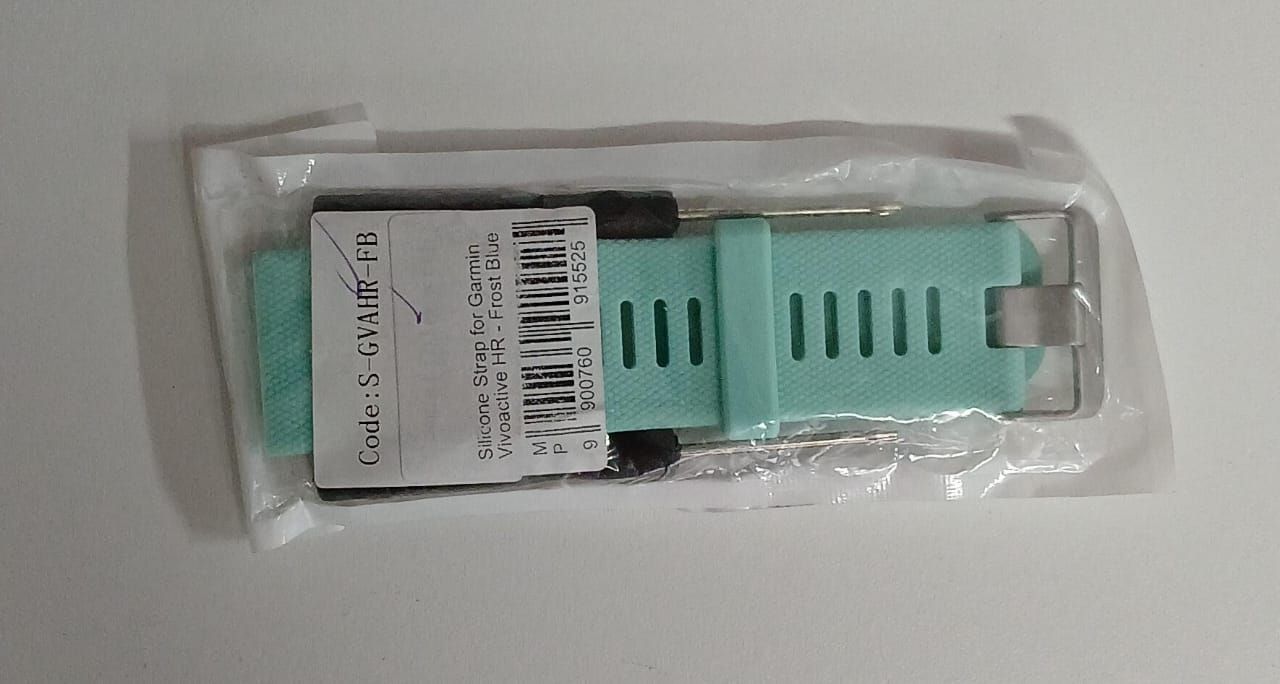 Code:S-GVAHR-FB
Silicone Strap for Garmin
Vivoactive HR - Frost Blue
M
P
9 900760 915525